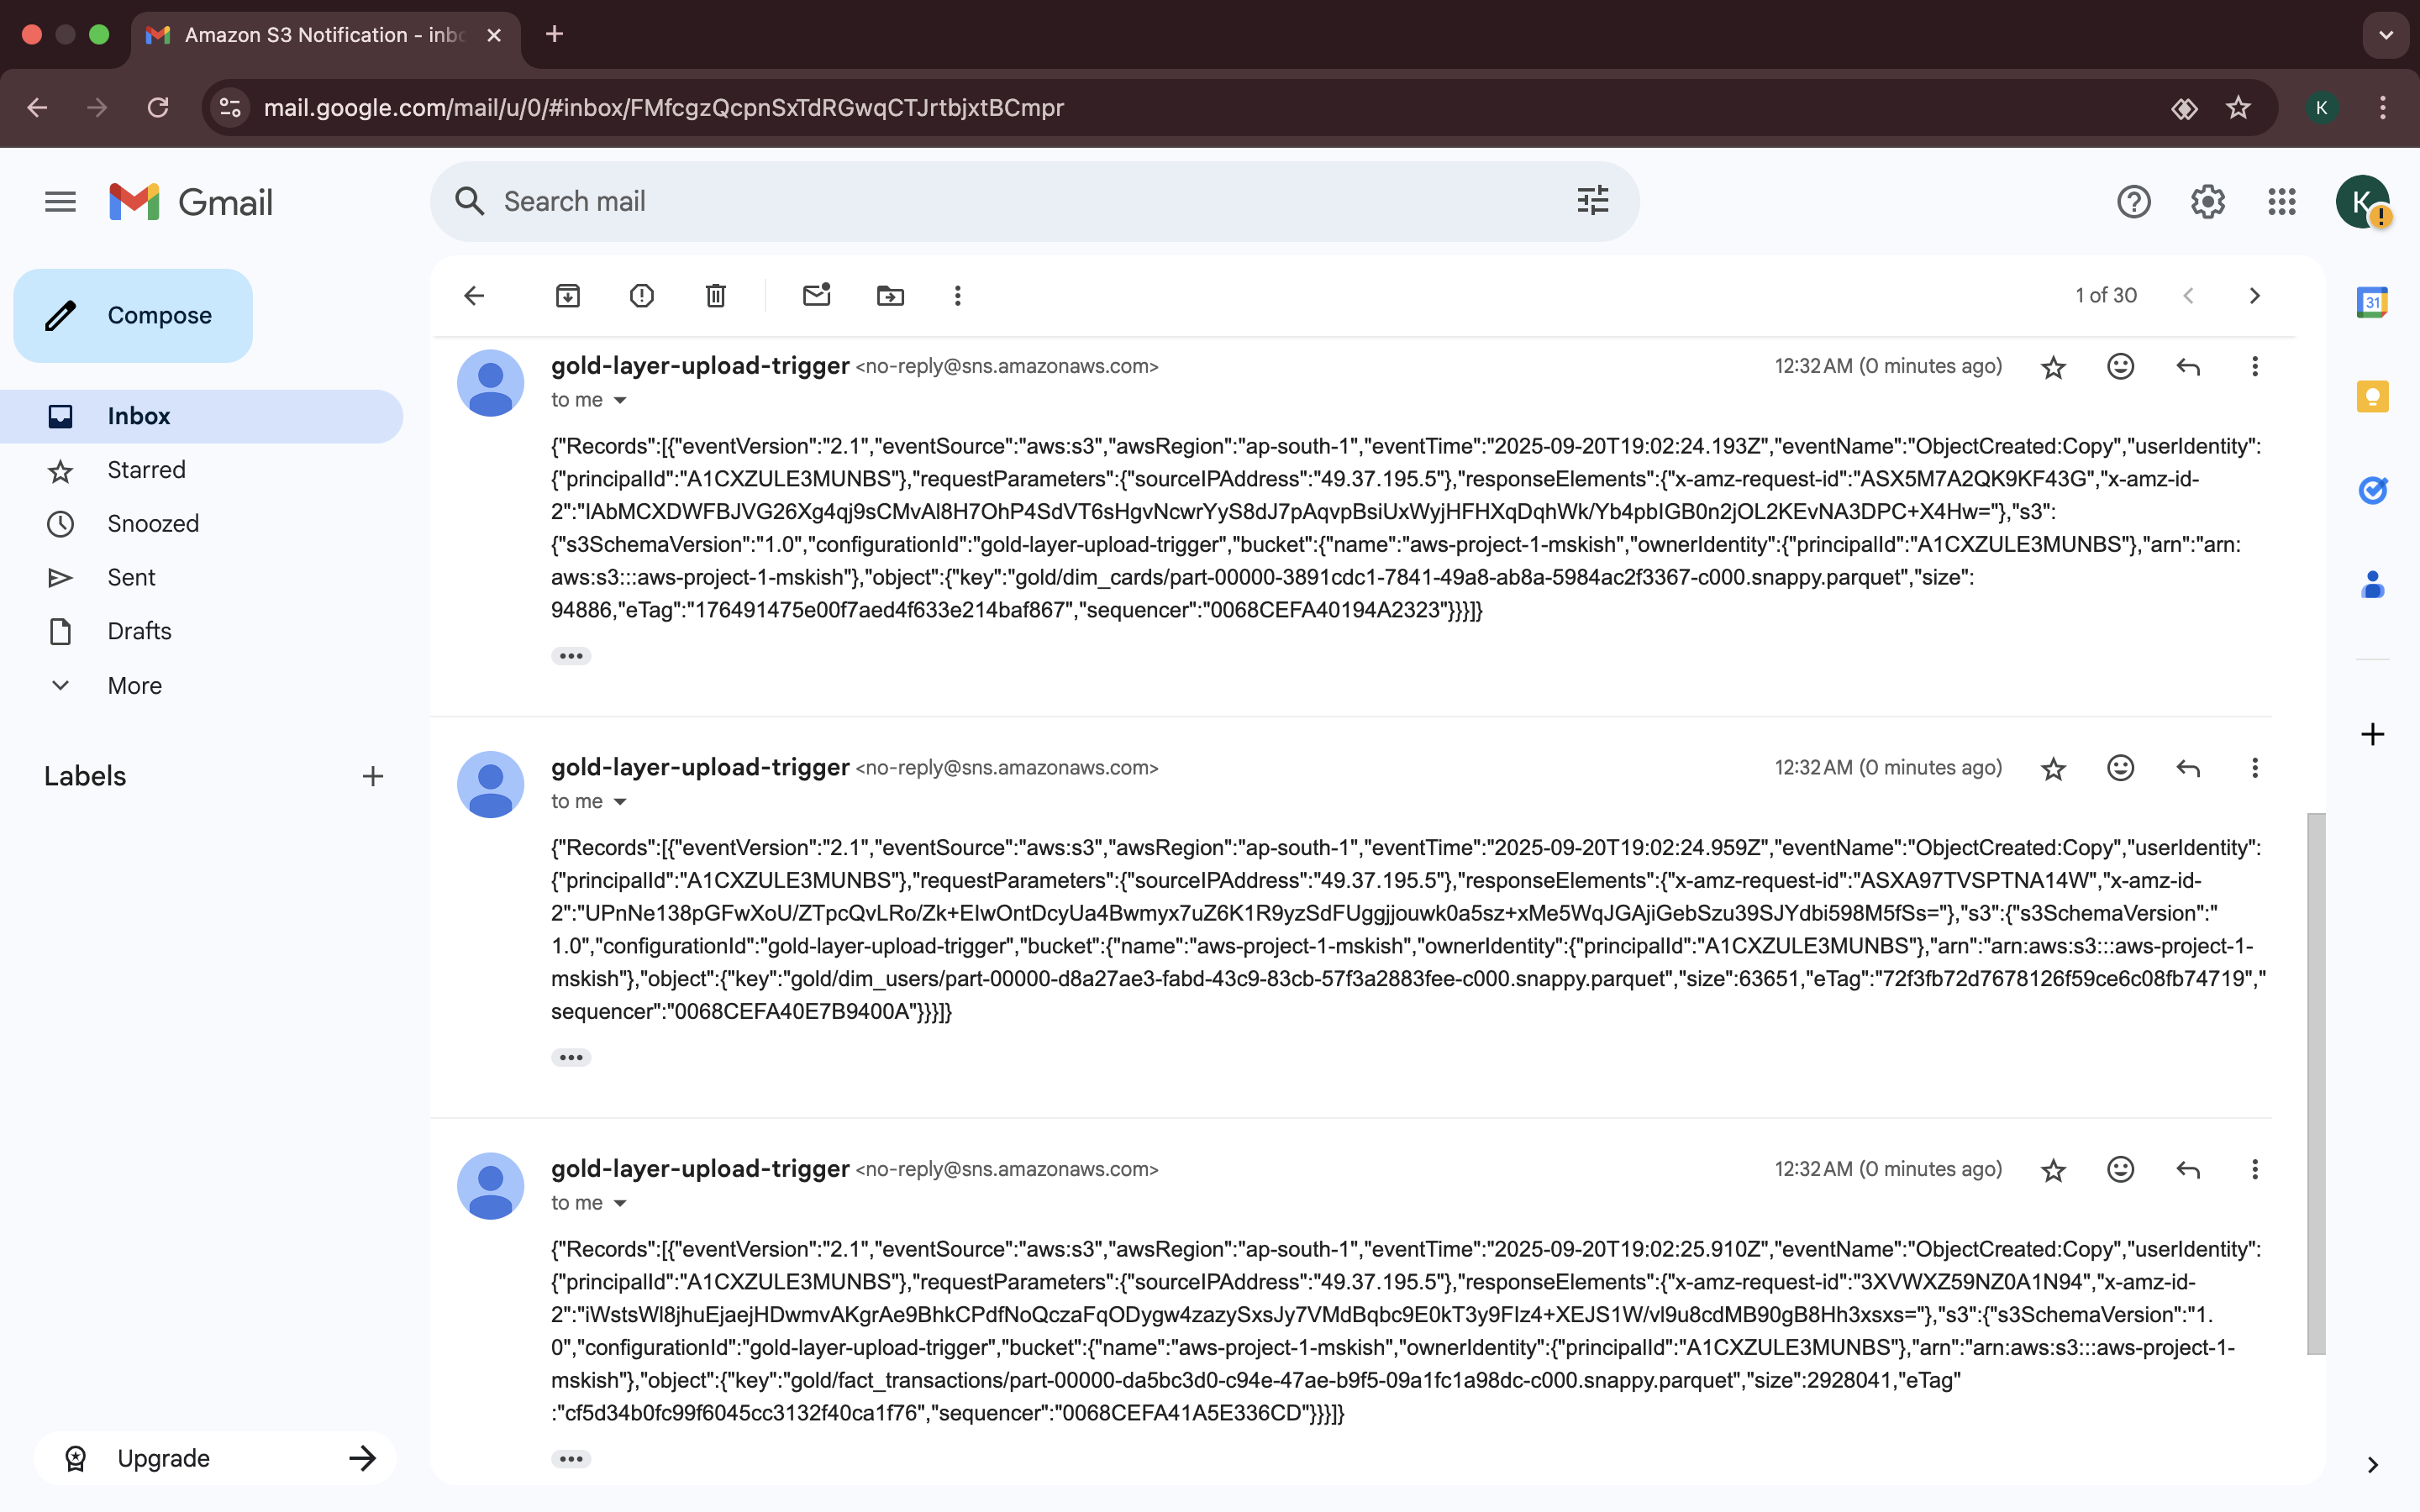 Amazon S3 Notification - inbo
mail.google.com/mail/u/0/#inbox/FMfcgzQcpnSxTdRGwqCTJrtbjxtBCmpr
K
Gmail
Search mail
K
Compose
1 of 30
31
Inbox
Starred
Snoozed
Sent
Drafts
More
Labels
Upgrade
gold-layer-upload-trigger <no-reply@sns.amazonaws.com>
12:32 AM (0 minutes ago)
to me
{"Records":[{"eventVersion":"2.1","eventSource":"aws:s3","awsRegion":"ap-south-1","eventTime":"2025-09-20T19:02:24.193Z","eventName":"ObjectCreated:Copy","userIdentity":
{"principalId":"A1CXZULE3MUNBS"},"requestParameters":{"sourceIPAddress":"49.37.195.5"},"responseElements":{"x-amz-request-id":"ASX5M7A2QK9KF43G","x-amz-id-
2":"IAbMCXDWFBJVG26Xg4qj9sCMvAl8H7OhP4SdVT6sHgvNcwrYyS8dJ7pAqvpBsiUxWyjHFHXqDqhWk/Yb4pbIGB0n2jOL2KEvNA3DPC+X4Hw="},"s3":
{"s3SchemaVersion":"1.0","configurationId":"gold-layer-upload-trigger","bucket":{"name":"aws-project-1-mskish","ownerIdentity":{"principalId":"A1CXZULE3MUNBS"},"arn":"arn:
aws:s3:::aws-project-1-mskish"},"object":{"key":"gold/dim_cards/part-00000-3891cdc1-7841-49a8-ab8a-5984ac2f3367-c000.snappy.parquet","size":
94886,"eTag":"176491475e00f7aed4f633e214baf867","sequencer":"0068CEFA40194A2323"}}}]}
gold-layer-upload-trigger <no-reply@sns.amazonaws.com>
12:32 AM (0 minutes ago)
to me
{"Records":[{"eventVersion":"2.1","eventSource":"aws:s3","awsRegion":"ap-south-1","eventTime":"2025-09-20T19:02:24.959Z","eventName":"ObjectCreated:Copy","userIdentity":
{"principalId":"A1CXZULE3MUNBS"},"requestParameters":{"sourceIPAddress":"49.37.195.5"},"responseElements":{"x-amz-request-id":"ASXA97TVSPTNA14W","x-amz-id-
2":"UPnNe138pGFwXoU/ZTpcQvLRo/Zk+EIwOntDcyUa4Bwmyx7uZ6K1R9yzSdFUggjjouwk0a5sz+xMe5WqJGAjiGebSzu39SJYdbi598M5fSs="},"s3":{"s3SchemaVersion":"
1.0","configurationId":"gold-layer-upload-trigger","bucket":{"name":"aws-project-1-mskish","ownerIdentity":{"principalId":"A1CXZULE3MUNBS"},"arn":"arn:aws:s3:::aws-project-1-
mskish"},"object":{"key":"gold/dim_users/part-00000-d8a27ae3-fabd-43c9-83cb-57f3a2883fee-c000.snappy.parquet","size":63651,"eTag":"72f3fb72d7678126f59ce6c08fb74719","
sequencer":"0068CEFA40E7B9400A"}}}]}
gold-layer-upload-trigger <no-reply@sns.amazonaws.com>
12:32 AM (0 minutes ago)
to me
{"Records":[{"eventVersion":"2.1","eventSource":"aws:s3","awsRegion":"ap-south-1","eventTime":"2025-09-20T19:02:25.910Z","eventName":"ObjectCreated:Copy","userIdentity":
{"principalId":"A1CXZULE3MUNBS"},"requestParameters":{"sourceIPAddress":"49.37.195.5"},"responseElements":{"x-amz-request-id":"3XVWXZ59NZ0A1N94","x-amz-id-
2":"iWstsWl8jhuEjaejHDwmvAKgrAe9BhkCPdfNoQczaFqODygw4zazySxsJy7VMdBqbc9E0kT3y9FIz4+XEJS1W/vl9u8cdMB90gB8Hh3xsxs="},"s3":{"s3SchemaVersion":"1.
0","configurationId":"gold-layer-upload-trigger","bucket":{"name":"aws-project-1-mskish","ownerIdentity":{"principalId":"A1CXZULE3MUNBS"},"arn":"arn:aws:s3:::aws-project-1-
mskish"},"object":{"key":"gold/fact_transactions/part-00000-da5bc3d0-c94e-47ae-b9f5-09a1fc1a98dc-c000.snappy.parquet","size":2928041,"eTag"
:"cf5d34b0fc99f6045cc3132f40ca1f76","sequencer":"0068CEFA41A5E336CD"}}}]}